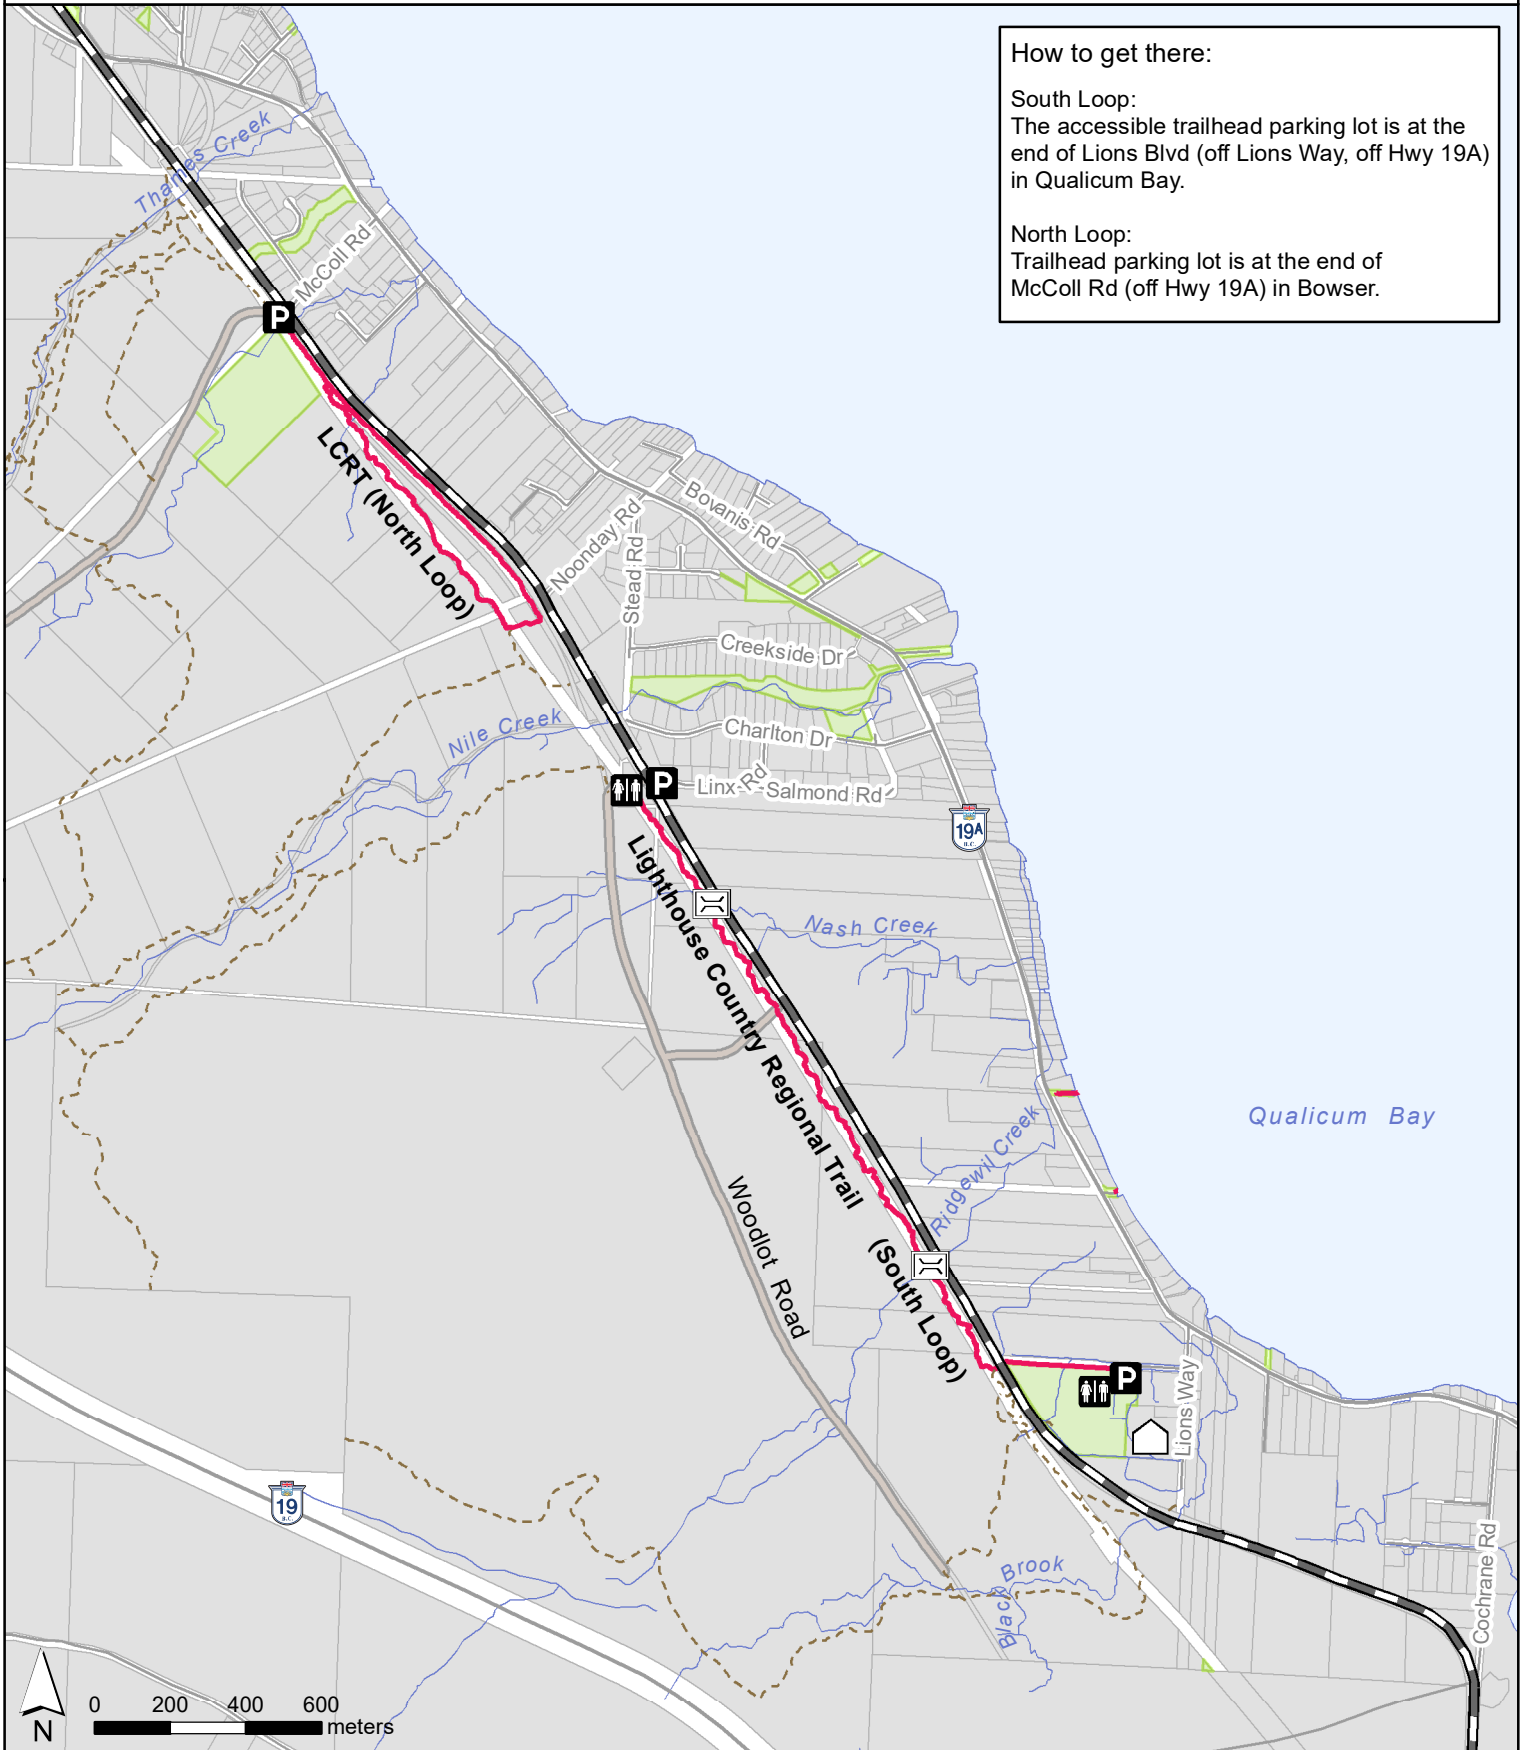 How to get there:
South Loop:
The accessible trailhead parking lot is at the
end of Lions Blvd (off Lions Way, off Hwy 19A)
in Qualicum Bay.
North Loop:
Trailhead parking lot is at the end of
McColl Rd (off Hwy 19A) in Bowser.
Thames Creek
McColl Rd
P
LCRT (North Loop)
Bovanis Rd
Noonday Rd
Stead Rd
Creekside Dr
Nile Creek
Charlton Dr
P
Linx Rd
Salmond Rd
19A
B.C.
Lighthouse Country Regional Trail
(South Loop)
Nash Creek
Qualicum Bay
Ridgewil Creek
Woodlot Road
P
Lions Way
19
B.C.
Black Brook
Cochrane Rd
0 200 400 600
meters
N